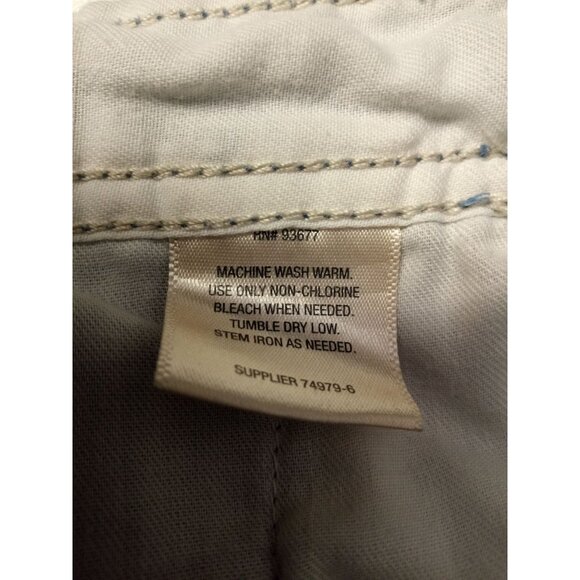 RN# 93677
MACHINE WASH WARM.
USE ONLY NON-CHLORINE
BLEACH WHEN NEEDED.
TUMBLE DRY LOW.
STEM IRON AS NEEDED.
SUPPLIER 74979-6